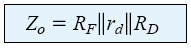 Z_o = R_F||r_d||R_D